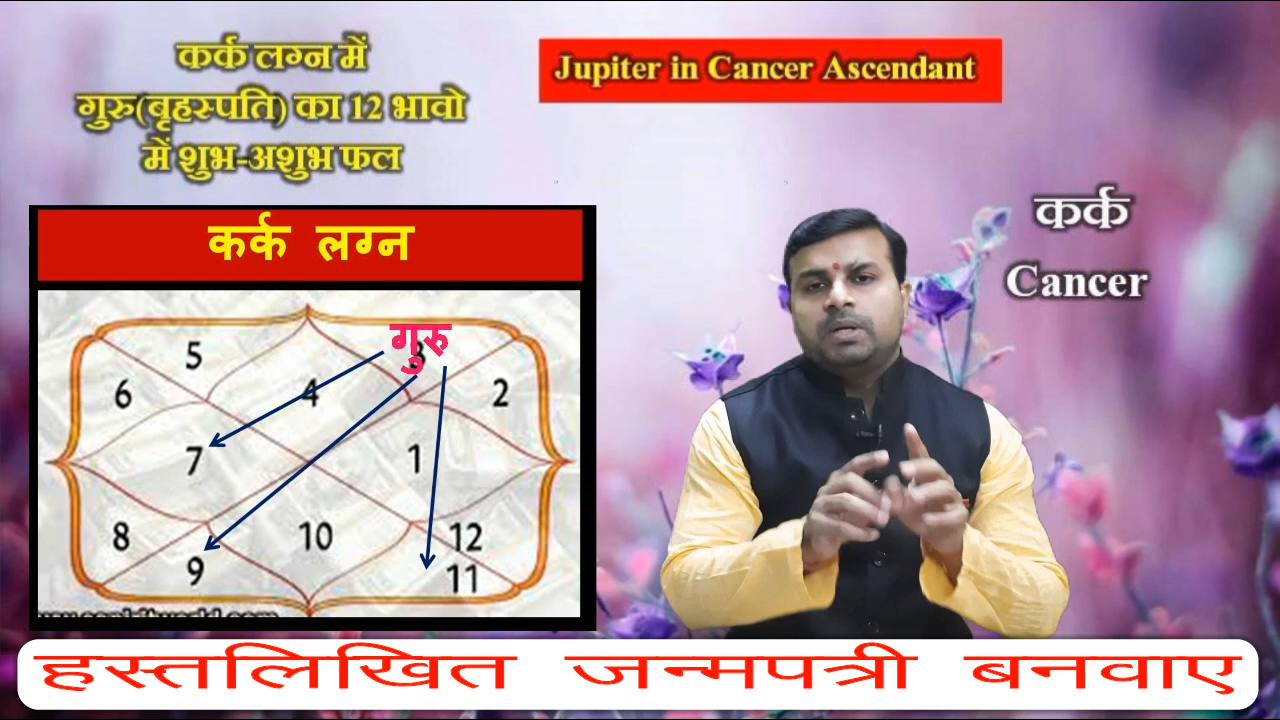 कर्क लग्न में
गुरु(बृहस्पति) का 12 भावो
में शुभ-अशुभ फल
Jupiter in Cancer Ascendant
कर्क
Cancer
कर्क लग्न
गुरु
5
3
6
4
2
7
1
8
10
12
9
11
हस्तलिखित जन्मपत्री बनवाए